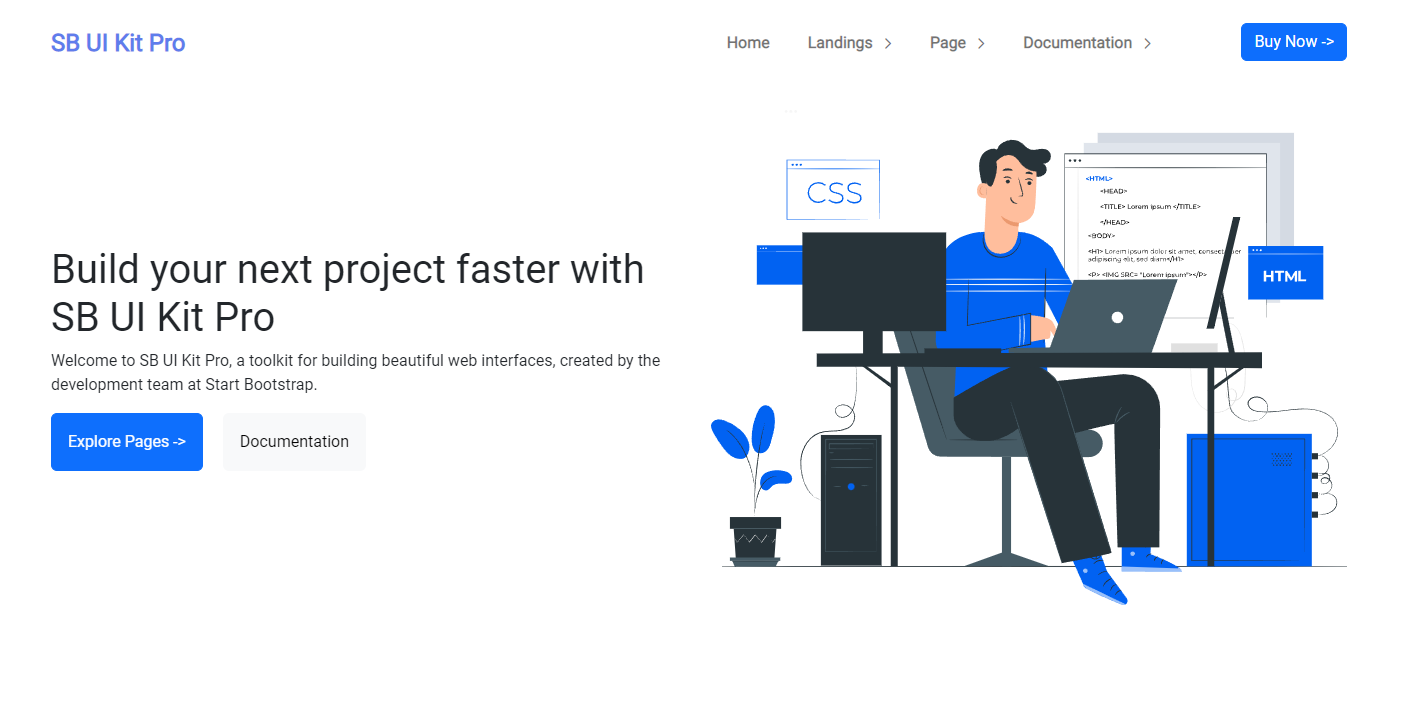 SB UI Kit Pro
Home Landings Page Documentation Buy Now ->
Build your next project faster with
SB UI Kit Pro
Welcome to SB UI Kit Pro, a toolkit for building beautiful web interfaces, created by the
development team at Start Bootstrap.
Explore Pages -> Documentation
CSS
<HTML>
<HEAD>
<TITLE> Lorem Ipsum </TITLE>
</HEAD>
<BODY>
<H1> Lorem ipsum dolor sit amet, consectetuer
adipiscing elit, sed diam</H1>
<P> <IMG SRC= "Lorem ipsum"></P>
HTML